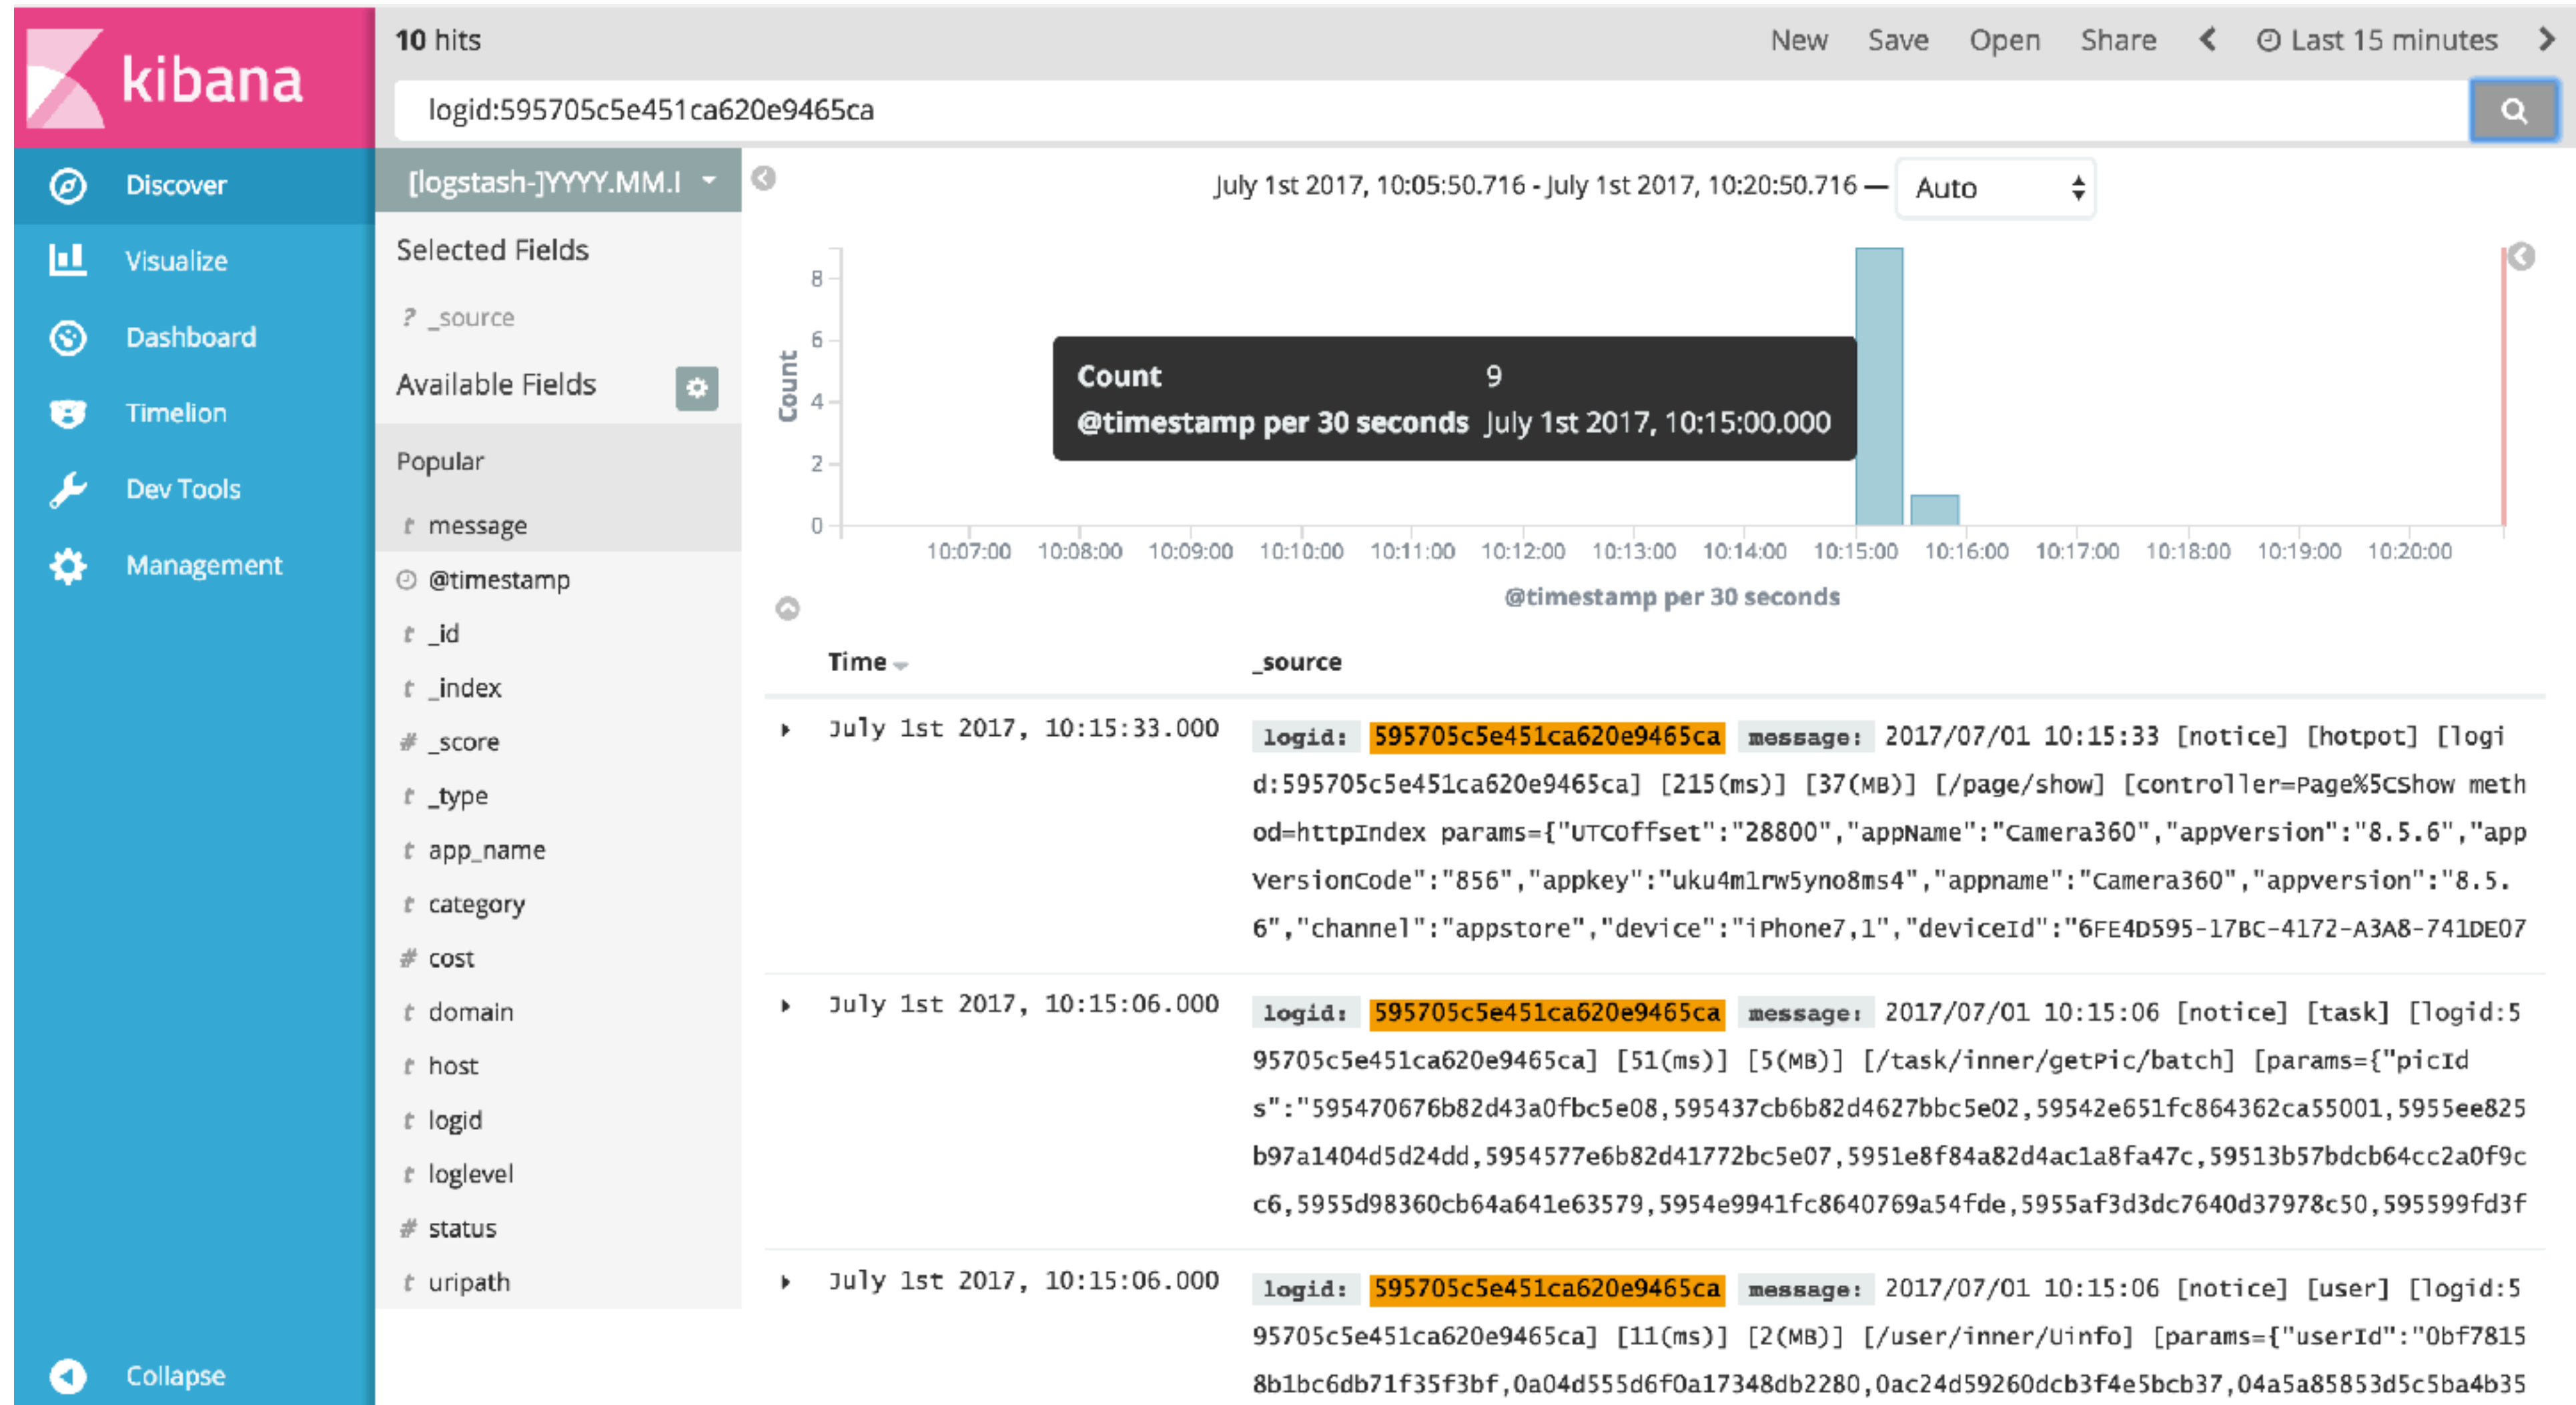 kibana
10 hits
New Save Open Share Last 15 minutes
logid:595705c5e451ca620e9465ca
Discover
Visualize
Dashboard
Timelion
Dev Tools
Management
Collapse
[logstash-]YYYY.MM.I
Selected Fields
? _source
Available Fields
Popular
t message
@timestamp
t _id
t _index
# _score
t _type
t app_name
t category
# cost
t domain
t host
t logid
t loglevel
# status
t uripath
July 1st 2017, 10:05:50.716 - July 1st 2017, 10:20:50.716 — Auto
Count
8
6
4
2
0
Count 9
@timestamp per 30 seconds July 1st 2017, 10:15:00.000
10:07:00 10:08:00 10:09:00 10:10:00 10:11:00 10:12:00 10:13:00 10:14:00 10:15:00 10:16:00 10:17:00 10:18:00 10:19:00 10:20:00
@timestamp per 30 seconds
Time _source
July 1st 2017, 10:15:33.000 logid: 595705c5e451ca620e9465ca message: 2017/07/01 10:15:33 [notice] [hotpot] [logi
d:595705c5e451ca620e9465ca] [215(ms)] [37(MB)] [/page/show] [controller=Page%5CShow meth
od=httpIndex params={"UTCOffset":"28800","appName":"Camera360","appVersion":"8.5.6","app
VersionCode":"856","appkey":"uku4m1rw5yno8ms4","appname":"Camera360","appversion":"8.5.
6","channel":"appstore","device":"iPhone7,1","deviceId":"6FE4D595-17BC-4172-A3A8-741DE07
July 1st 2017, 10:15:06.000 logid: 595705c5e451ca620e9465ca message: 2017/07/01 10:15:06 [notice] [task] [logid:5
95705c5e451ca620e9465ca] [51(ms)] [5(MB)] [/task/inner/getPic/batch] [params={"picId
s":"595470676b82d43a0fbc5e08,595437cb6b82d4627bbc5e02,59542e651fc864362ca55001,5955ee825
b97a1404d5d24dd,5954577e6b82d41772bc5e07,5951e8f84a82d4ac1a8fa47c,59513b57bdcb64cc2a0f9c
c6,5955d98360cb64a641e63579,5954e9941fc8640769a54fde,5955af3d3dc7640d37978c50,595599fd3f
July 1st 2017, 10:15:06.000 logid: 595705c5e451ca620e9465ca message: 2017/07/01 10:15:06 [notice] [user] [logid:5
95705c5e451ca620e9465ca] [11(ms)] [2(MB)] [/user/inner/Uinfo] [params={"userId":"0bf7815
8b1bc6db71f35f3bf,0a04d555d6f0a17348db2280,0ac24d59260dcb3f4e5bcb37,04a5a85853d5c5ba4b35